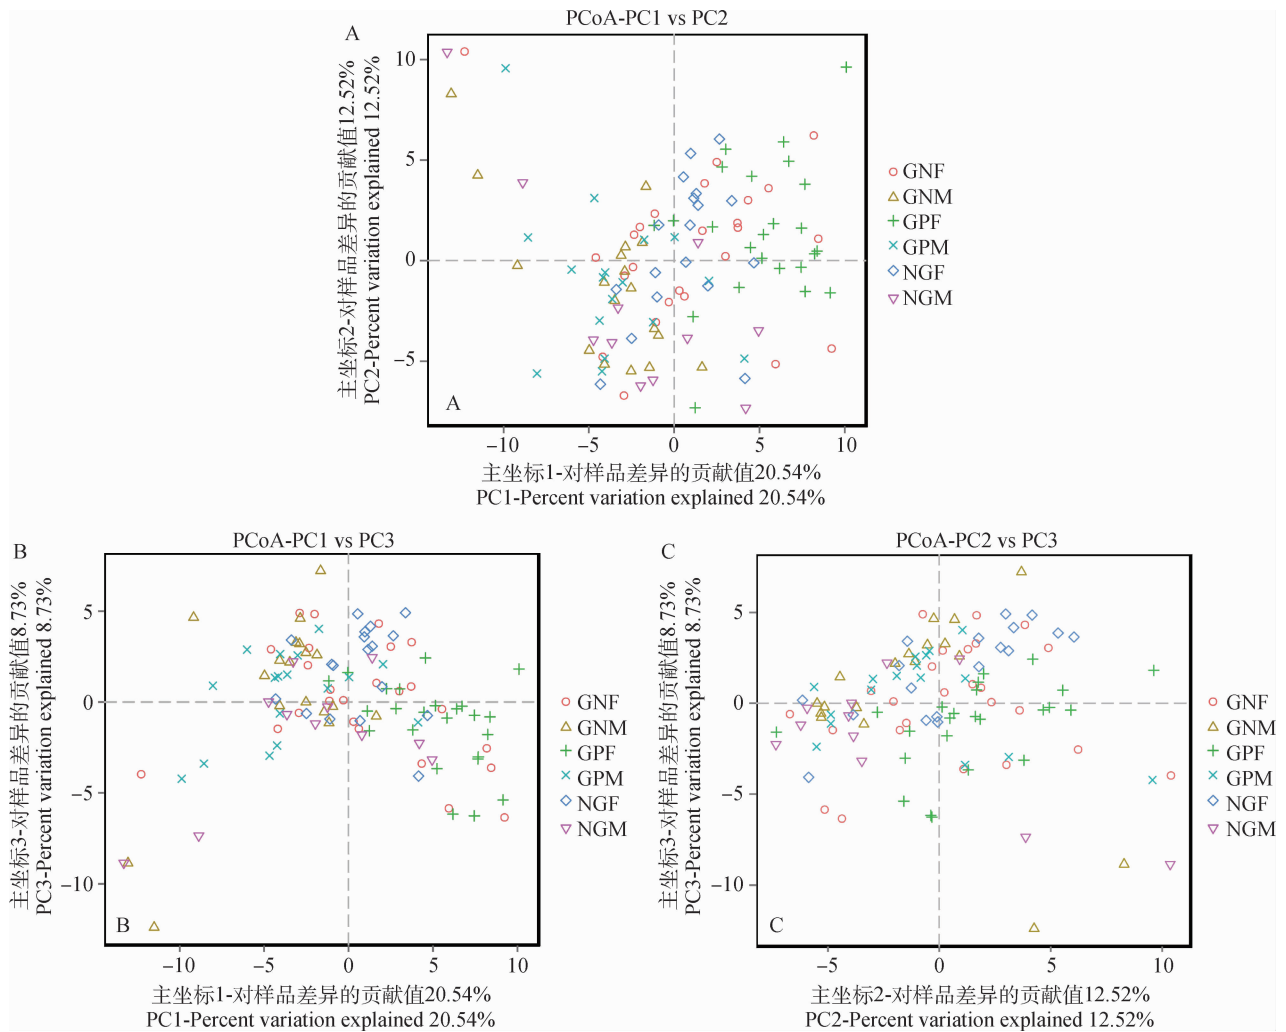 PCoA-PC1 vs PC2
A
主坐标2-对样品差异的贡献值12.52%
PC2-Percent variation explained 12.52%
10
5
0
−5
A
−10
−5
0
5
10
主坐标1-对样品差异的贡献值20.54%
PC1-Percent variation explained 20.54%
GNF
GNM
GPF
GPM
NGF
NGM
B
PCoA-PC1 vs PC3
主坐标3-对样品差异的贡献值8.73%
PC3-Percent variation explained 8.73%
5
0
−5
−10
B
−10
−5
0
5
10
主坐标1-对样品差异的贡献值20.54%
PC1-Percent variation explained 20.54%
GNF
GNM
GPF
GPM
NGF
NGM
C
PCoA-PC2 vs PC3
主坐标3-对样品差异的贡献值8.73%
PC3-Percent variation explained 8.73%
5
0
−5
−10
C
−5
0
5
10
主坐标2-对样品差异的贡献值12.52%
PC2-Percent variation explained 12.52%
GNF
GNM
GPF
GPM
NGF
NGM